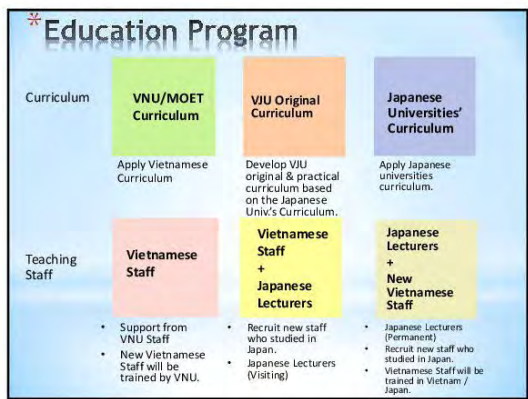 * Education Program
Curriculum
VNU/MOET
Curriculum
VJU Original
Curriculum
Japanese
Universities'
Curriculum
Apply Vietnamese
Curriculum
Develop VJU
original & practical
curriculum based
on the Japanese
Univ.'s Curriculum.
Apply Japanese
universities
curriculum.
Teaching
Staff
Vietnamese
Staff
Vietnamese
Staff
+
Japanese
Lecturers
Japanese
Lecturers
+
New
Vietnamese
Staff
• Support from
VNU Staff
• New Vietnamese
Staff will be
trained by VNU.
• Recruit new staff
who studied in
Japan.
• Japanese Lecturers
(Visiting)
• Japanese Lecturers
(Permanent)
• Recruit new staff who
studied in Japan.
• Vietnamese Staff will be
trained in Vietnam /
Japan.